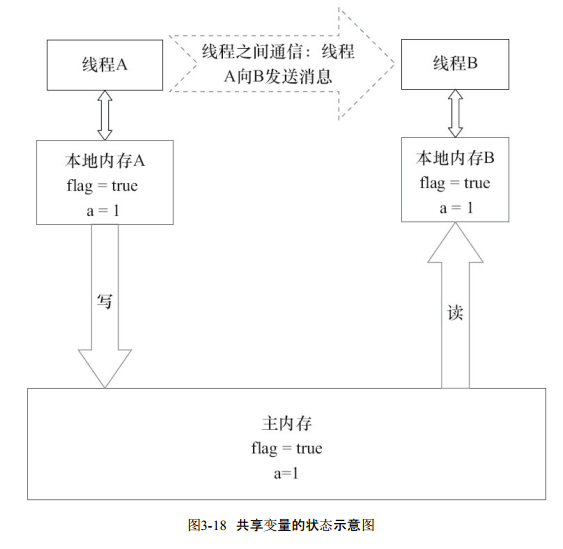 线程A
线程之间通信：线程
A向B发送消息
线程B
本地内存A
flag = true
a = 1
本地内存B
flag = true
a = 1
写
读
主内存
flag = true
a=1
图3-18 共享变量的状态示意图